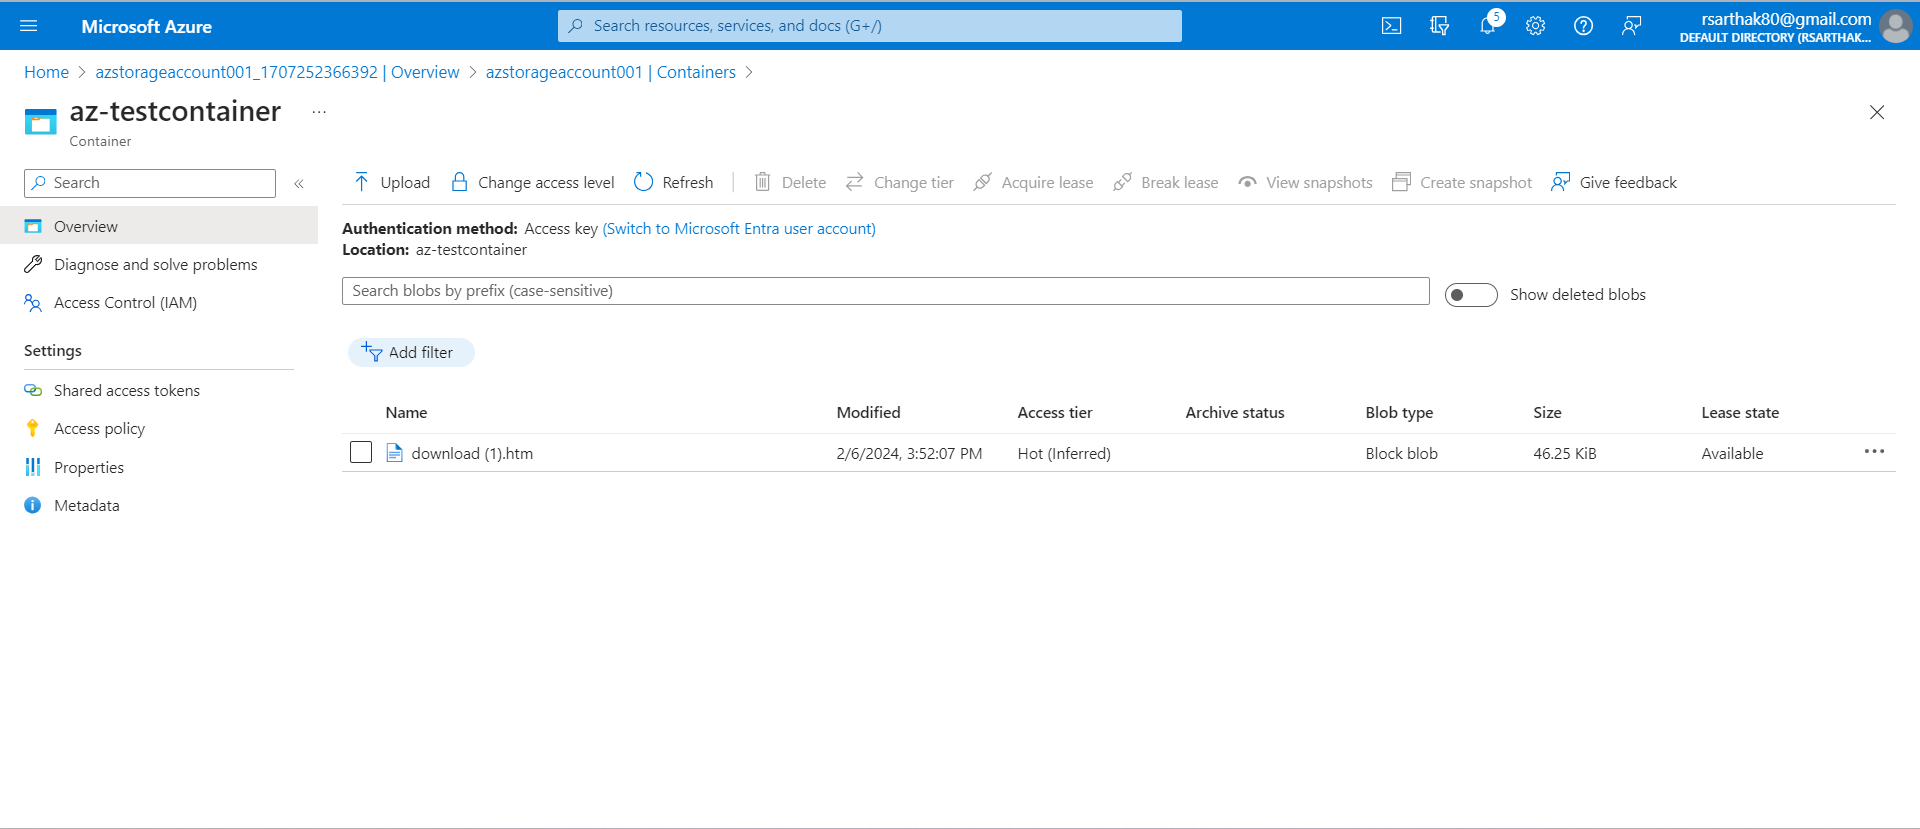 Microsoft Azure
Search resources, services, and docs (G+/)
5
rsarthak80@gmail.com
DEFAULT DIRECTORY (RSARTHAK...
Home > azstorageaccount001_1707252366392 | Overview > azstorageaccount001 | Containers >
az-testcontainer ...
Container
Search «
Upload Change access level Refresh | Delete Change tier Acquire lease Break lease View snapshots Create snapshot Give feedback
Overview
Diagnose and solve problems
Access Control (IAM)
Settings
Shared access tokens
Access policy
Properties
Metadata
Authentication method: Access key (Switch to Microsoft Entra user account)
Location: az-testcontainer
Search blobs by prefix (case-sensitive)
Show deleted blobs
Add filter
Name Modified Access tier Archive status Blob type Size Lease state
download (1).htm 2/6/2024, 3:52:07 PM Hot (Inferred) Block blob 46.25 KiB Available ...